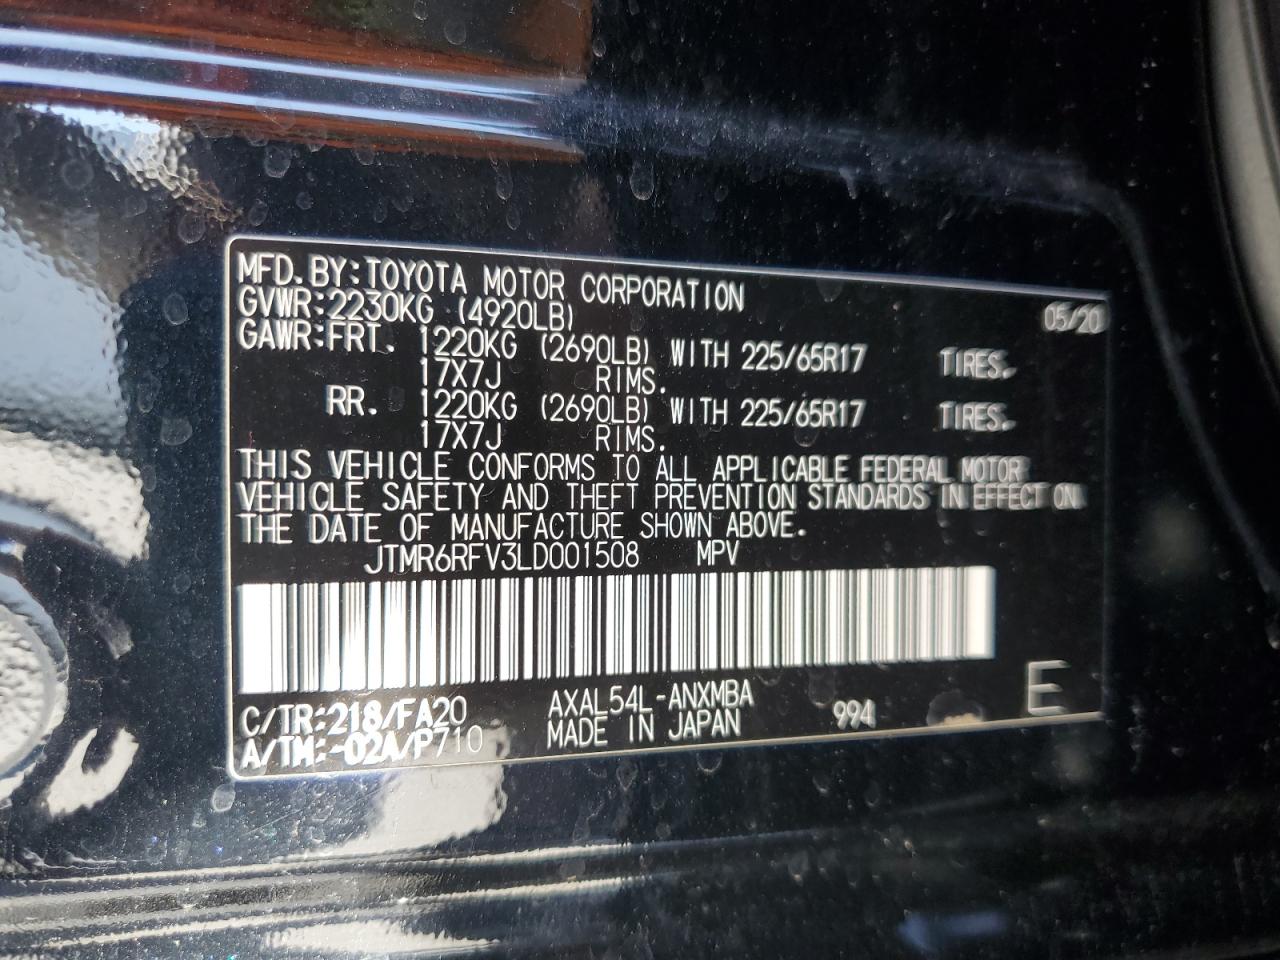 MFD.BY:TOYOTA MOTOR CORPORATION 05/20
GVWR:2230KG (4920LB)
GAWR:FRT. 1220KG (2690LB) WITH 225/65R17 TIRES.
17X7J RIMS.
RR. 1220KG (2690LB) WITH 225/65R17 TIRES.
17X7J RIMS.
THIS VEHICLE CONFORMS TO ALL APPLICABLE FEDERAL MOTOR
VEHICLE SAFETY AND THEFT PREVENTION STANDARDS IN EFFECT ON
THE DATE OF MANUFACTURE SHOWN ABOVE.
JTMR6RFV3LD001508 MPV
C/TR:218/FA20 AXAL54L-ANXMBA 994 E
A/TM:-02A/P710 MADE IN JAPAN